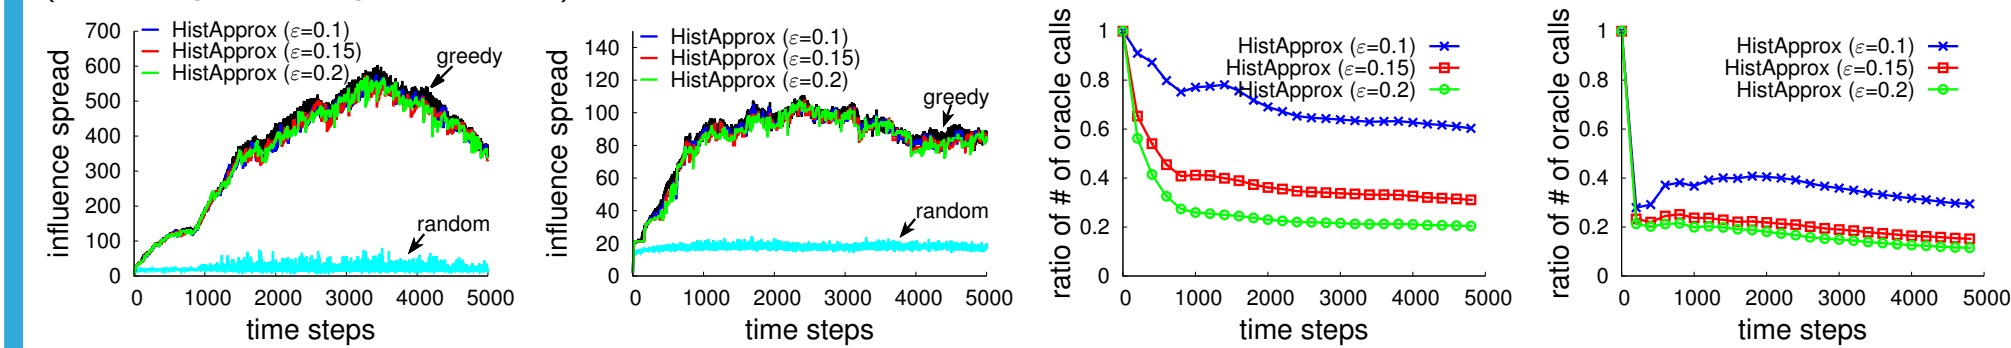 700
600
500
400
300
200
100
0
influence spread
HistApprox (ε=0.1)
HistApprox (ε=0.15)
HistApprox (ε=0.2)
greedy
random
0 1000 2000 3000 4000 5000
time steps
140
120
100
80
60
40
20
0
influence spread
HistApprox (ε=0.1)
HistApprox (ε=0.15)
HistApprox (ε=0.2)
greedy
random
0 1000 2000 3000 4000 5000
time steps
1
0.8
0.6
0.4
0.2
0
ratio of # of oracle calls
HistApprox (ε=0.1)
HistApprox (ε=0.15)
HistApprox (ε=0.2)
0 1000 2000 3000 4000 5000
time steps
1
0.8
0.6
0.4
0.2
0
ratio of # of oracle calls
HistApprox (ε=0.1)
HistApprox (ε=0.15)
HistApprox (ε=0.2)
0 1000 2000 3000 4000 5000
time steps